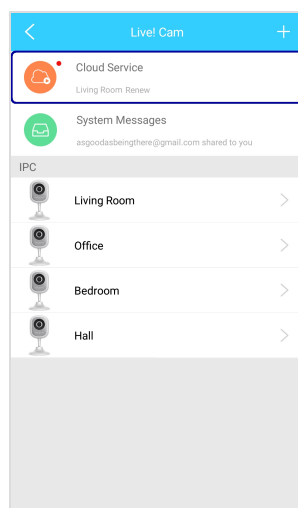 Live! Cam
Cloud Service
Living Room Renew
System Messages
asgoodasbeingthere@gmail.com shared to you
IPC
Living Room
Office
Bedroom
Hall